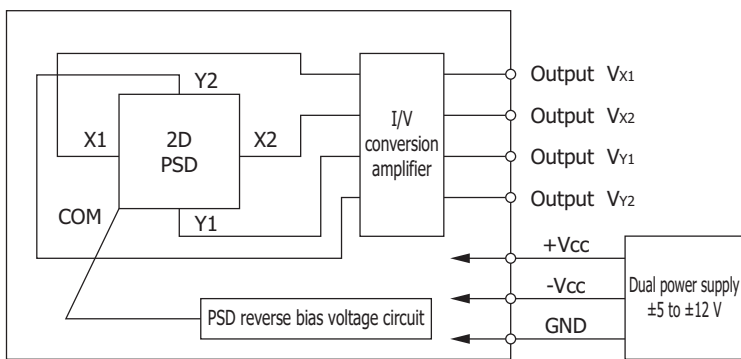 Y2
X1
2D
PSD
X2
COM
Y1
I/V
conversion
amplifier
Output VX1
Output VX2
Output VY1
Output VY2
+Vcc
-Vcc
GND
Dual power supply
±5 to ±12 V
PSD reverse bias voltage circuit